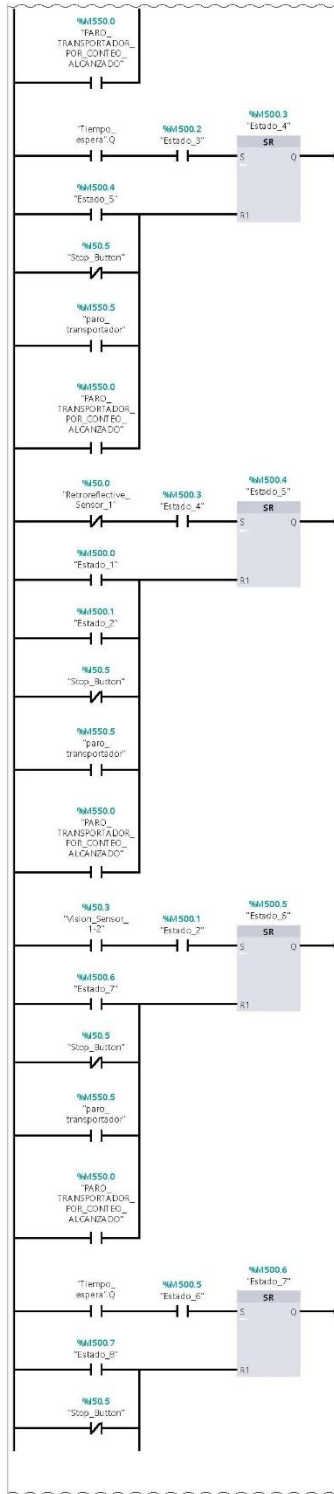 %M550.0
"PARO_
TRANSPORTADOR_
POR_CONTEO_
ALCANZADO"
%M500.3
"Tiempo_
espera".Q
%M500.2
"Estado_3"
"Estado_4"
SR
S
Q
%M500.4
"Estado_5"
R1
%I50.5
"Stop_Button"
%M550.5
"paro_
transportador"
%M550.0
"PARO_
TRANSPORTADOR_
POR_CONTEO_
ALCANZADO"
%I50.0
"Retroreflective_
Sensor_1"
%M500.3
"Estado_4"
%M500.4
"Estado_5"
SR
S
Q
%M500.0
"Estado_1"
R1
%M500.1
"Estado_2"
%I50.5
"Stop_Button"
%M550.5
"paro_
transportador"
%M550.0
"PARO_
TRANSPORTADOR_
POR_CONTEO_
ALCANZADO"
%I50.3
"Vision_Sensor_
1-2"
%M500.1
"Estado_2"
%M500.5
"Estado_6"
SR
S
Q
%M500.6
"Estado_7"
R1
%I50.5
"Stop_Button"
%M550.5
"paro_
transportador"
%M550.0
"PARO_
TRANSPORTADOR_
POR_CONTEO_
ALCANZADO"
"Tiempo_
espera".Q
%M500.5
"Estado_6"
%M500.6
"Estado_7"
SR
S
Q
%M500.7
"Estado_8"
R1
%I50.5
"Stop_Button"